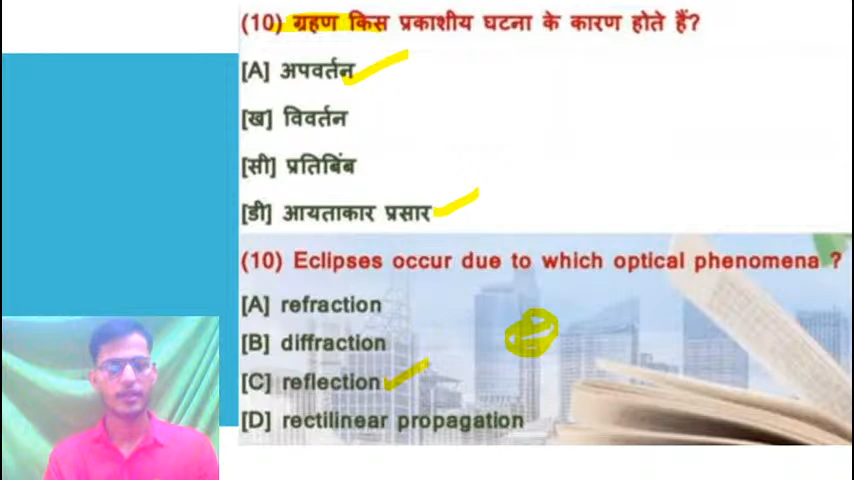 (10) ग्रहण किस प्रकाशीय घटना के कारण होते हैं?
[A] अपवर्तन
[ख] विवर्तन
[सी] प्रतिबिंब
[डी] आयताकार प्रसार
(10) Eclipses occur due to which optical phenomena ?
[A] refraction
[B] diffraction
[C] reflection
[D] rectilinear propagation